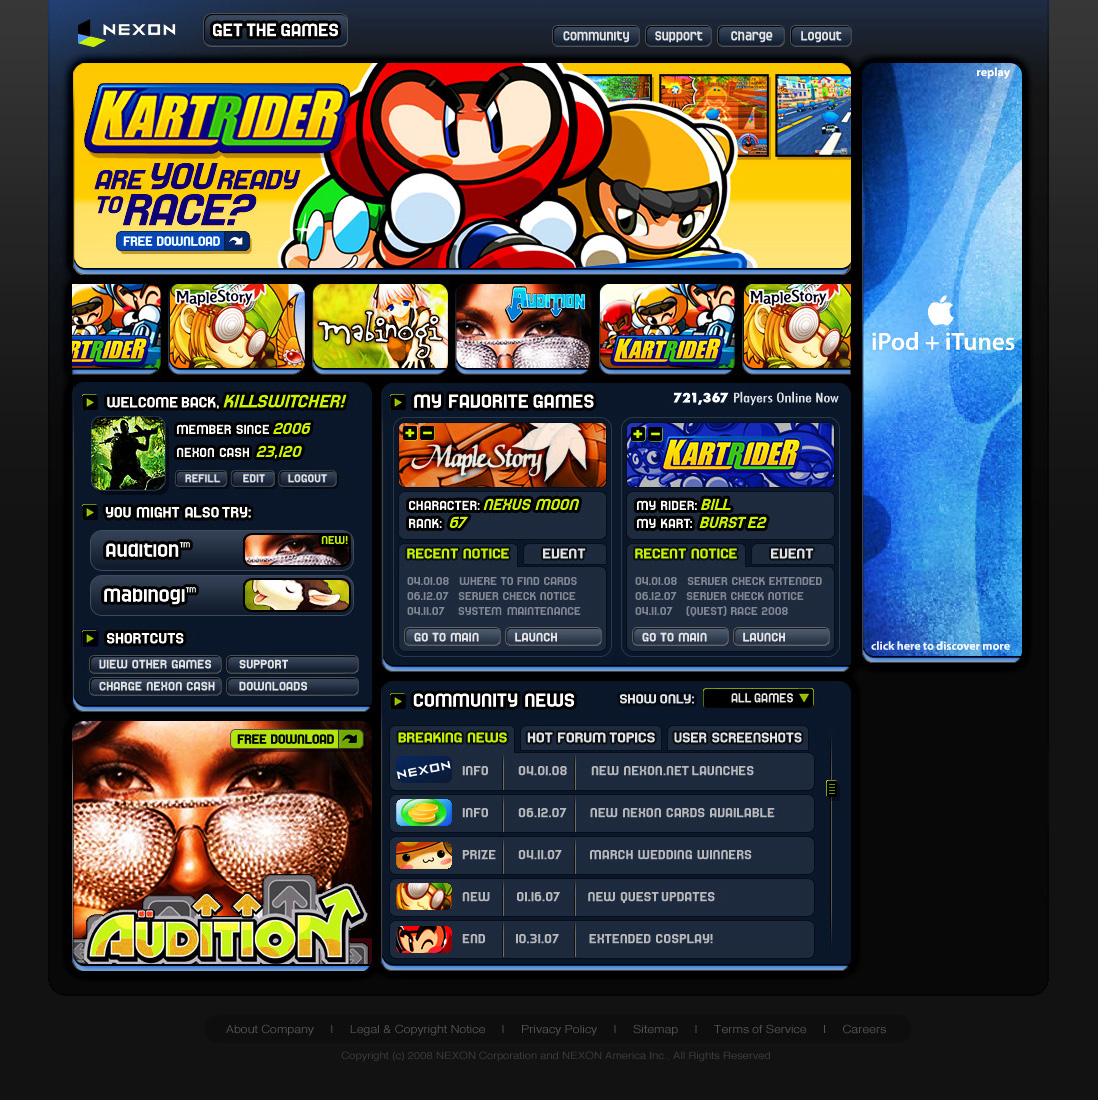 NEXON
GET THE GAMES
Community
Support
Charge
Logout
KARTRIDER
ARE YOU READY
TO RACE?
FREE DOWNLOAD
replay
iPod + iTunes
click here to discover more
KARTRIDER
MapleStory
mabinogi
AUDITION
KARTRIDER
MapleStory
WELCOME BACK, KILLSWITCHER!
MEMBER SINCE 2006
NEXON CASH 23,120
REFILL
EDIT
LOGOUT
YOU MIGHT ALSO TRY:
Audition™
NEW!
Mabinogi™
SHORTCUTS
VIEW OTHER GAMES
SUPPORT
CHARGE NEXON CASH
DOWNLOADS
FREE DOWNLOAD
AUDITION
MY FAVORITE GAMES
721,367 Players Online Now
MapleStory
CHARACTER: NEXUS MOON
RANK: 67
RECENT NOTICE
EVENT
04.01.08 WHERE TO FIND CARDS
06.12.07 SERVER CHECK NOTICE
04.11.07 SYSTEM MAINTENANCE
GO TO MAIN
LAUNCH
KARTRIDER
MY RIDER: BILL
MY KART: BURST E2
RECENT NOTICE
EVENT
04.01.08 SERVER CHECK EXTENDED
06.12.07 SERVER CHECK NOTICE
04.11.07 (QUEST) RACE 2008
GO TO MAIN
LAUNCH
COMMUNITY NEWS
SHOW ONLY:
ALL GAMES
BREAKING NEWS
HOT FORUM TOPICS
USER SCREENSHOTS
NEXON INFO 04.01.08 NEW NEXON.NET LAUNCHES
INFO 06.12.07 NEW NEXON CARDS AVAILABLE
PRIZE 04.11.07 MARCH WEDDING WINNERS
NEW 01.16.07 NEW QUEST UPDATES
END 10.31.07 EXTENDED COSPLAY!
About Company | Legal & Copyright Notice | Privacy Policy | Sitemap | Terms of Service | Careers
Copyright (c) 2008 NEXON Corporation and NEXON America Inc., All Rights Reserved